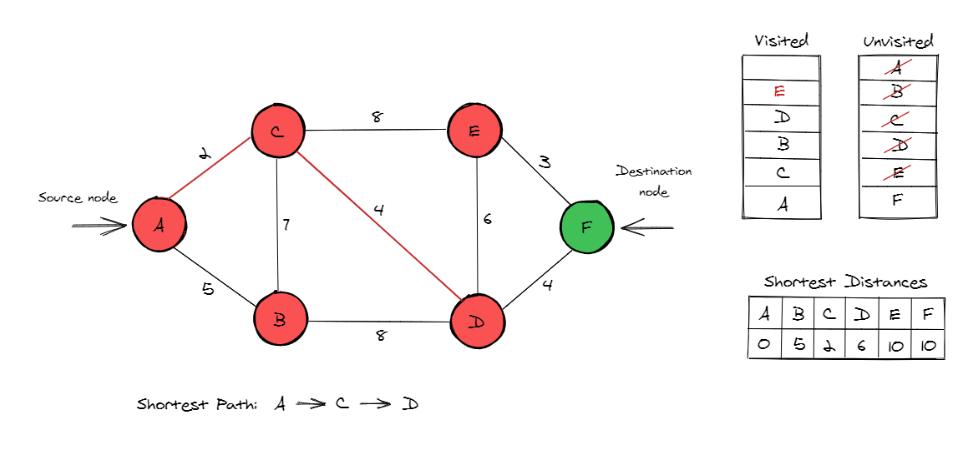 Visited
Unvisited
A
E
B
D
C
B
D
C
E
A
F
8
C
E
2
3
Destination
node
Source node
4
A
7
6
F
5
4
B
D
8
Shortest Distances
A B C D E F
0 5 2 6 10 10
Shortest Path: A → C → D